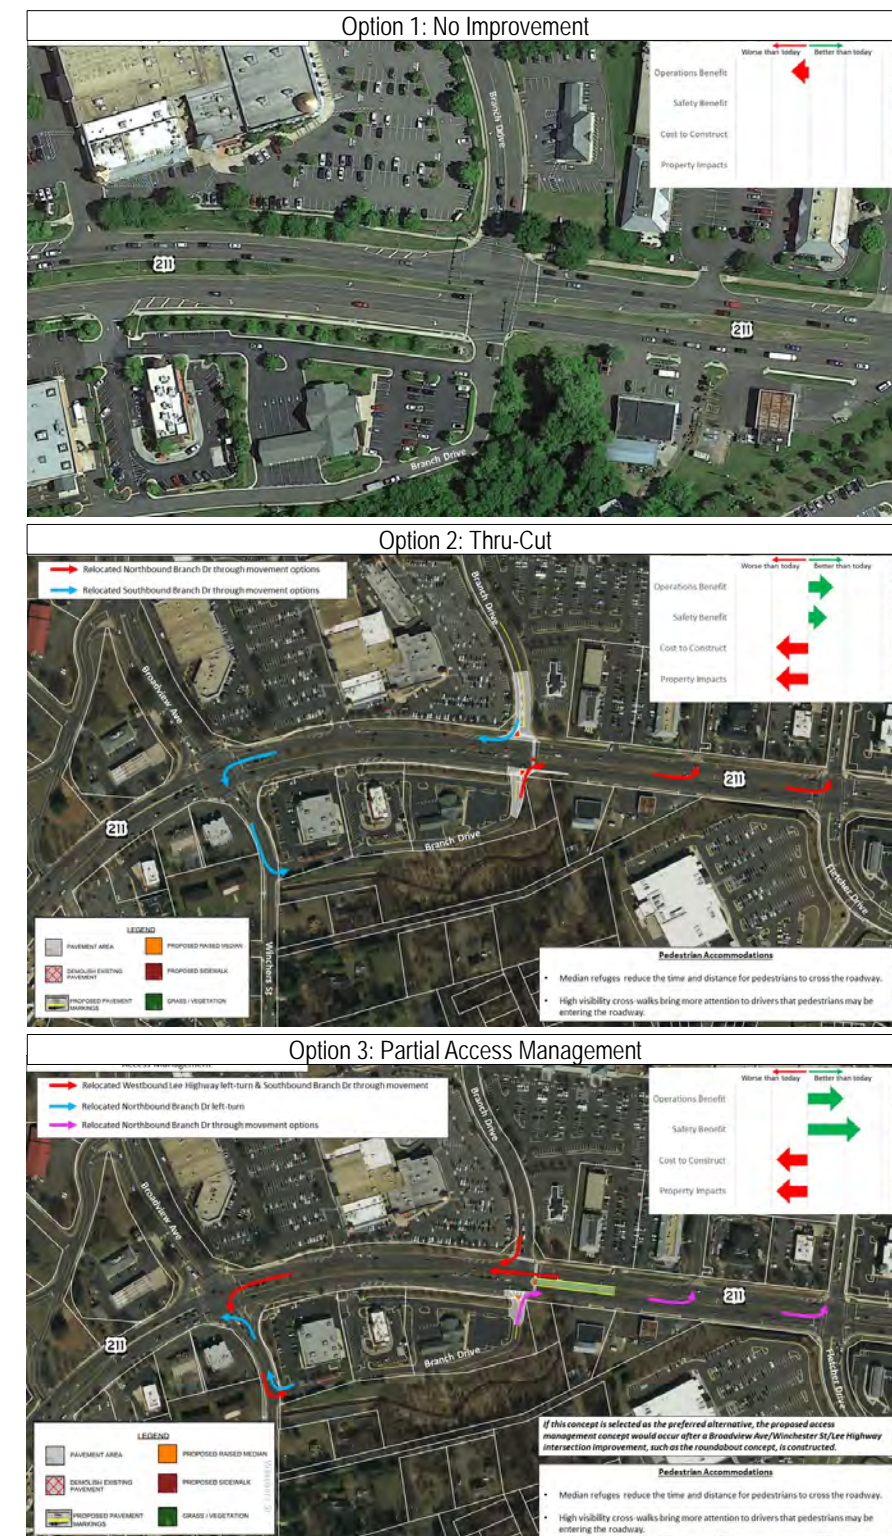 Option 1: No Improvement
Worse than today Better than today
Operations Benefit
Safety Benefit
Cost to Construct
Property Impacts
Branch Drive
211
211
Branch Drive
Option 2: Thru-Cut
Relocated Northbound Branch Dr through movement options
Relocated Southbound Branch Dr through movement options
Worse than today Better than today
Operations Benefit
Safety Benefit
Cost to Construct
Property Impacts
Branch Drive
Broadview Ave
211
211
Branch Drive
Fletcher Drive
Winchers St
LEGEND
PAVEMENT AREA
PROPOSED RAISED MEDIAN
DEMOLISH EXISTING PAVEMENT
PROPOSED SIDEWALK
PROPOSED PAVEMENT MARKINGS
GRASS / VEGETATION
Pedestrian Accommodations
• Median refuges reduce the time and distance for pedestrians to cross the roadway.
• High visibility cross-walks bring more attention to drivers that pedestrians may be
entering the roadway.
Option 3: Partial Access Management
Access Management
Relocated Westbound Lee Highway left-turn & Southbound Branch Dr through movement
Relocated Northbound Branch Dr left-turn
Relocated Northbound Branch Dr through movement options
Worse than today Better than today
Operations Benefit
Safety Benefit
Cost to Construct
Property Impacts
Branch Drive
Broadview Ave
211
211
Branch Drive
Fletcher Drive
If this concept is selected as the preferred alternative, the proposed access
management concept would occur after a Broadview Ave/Winchester St/Lee Highway
intersection improvement, such as the roundabout concept, is constructed.
LEGEND
PAVEMENT AREA
PROPOSED RAISED MEDIAN
DEMOLISH EXISTING
PAVEMENT
PROPOSED SIDEWALK
PROPOSED PAVEMENT
MARKINGS
GRASS / VEGETATION
Pedestrian Accommodations
• Median refuges reduce the time and distance for pedestrians to cross the roadway.
• High visibility cross-walks bring more attention to drivers that pedestrians may be
entering the roadway.